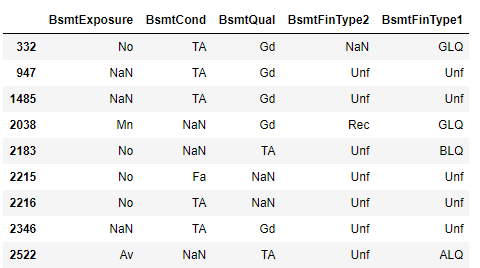 BsmtExposure BsmtCond BsmtQual BsmtFinType2 BsmtFinType1
332 No TA Gd NaN GLQ
947 NaN TA Gd Unf Unf
1485 NaN TA Gd Unf Unf
2038 Mn NaN Gd Rec GLQ
2183 No NaN TA Unf BLQ
2215 No Fa NaN Unf Unf
2216 No TA NaN Unf Unf
2346 NaN TA Gd Unf Unf
2522 Av NaN TA Unf ALQ